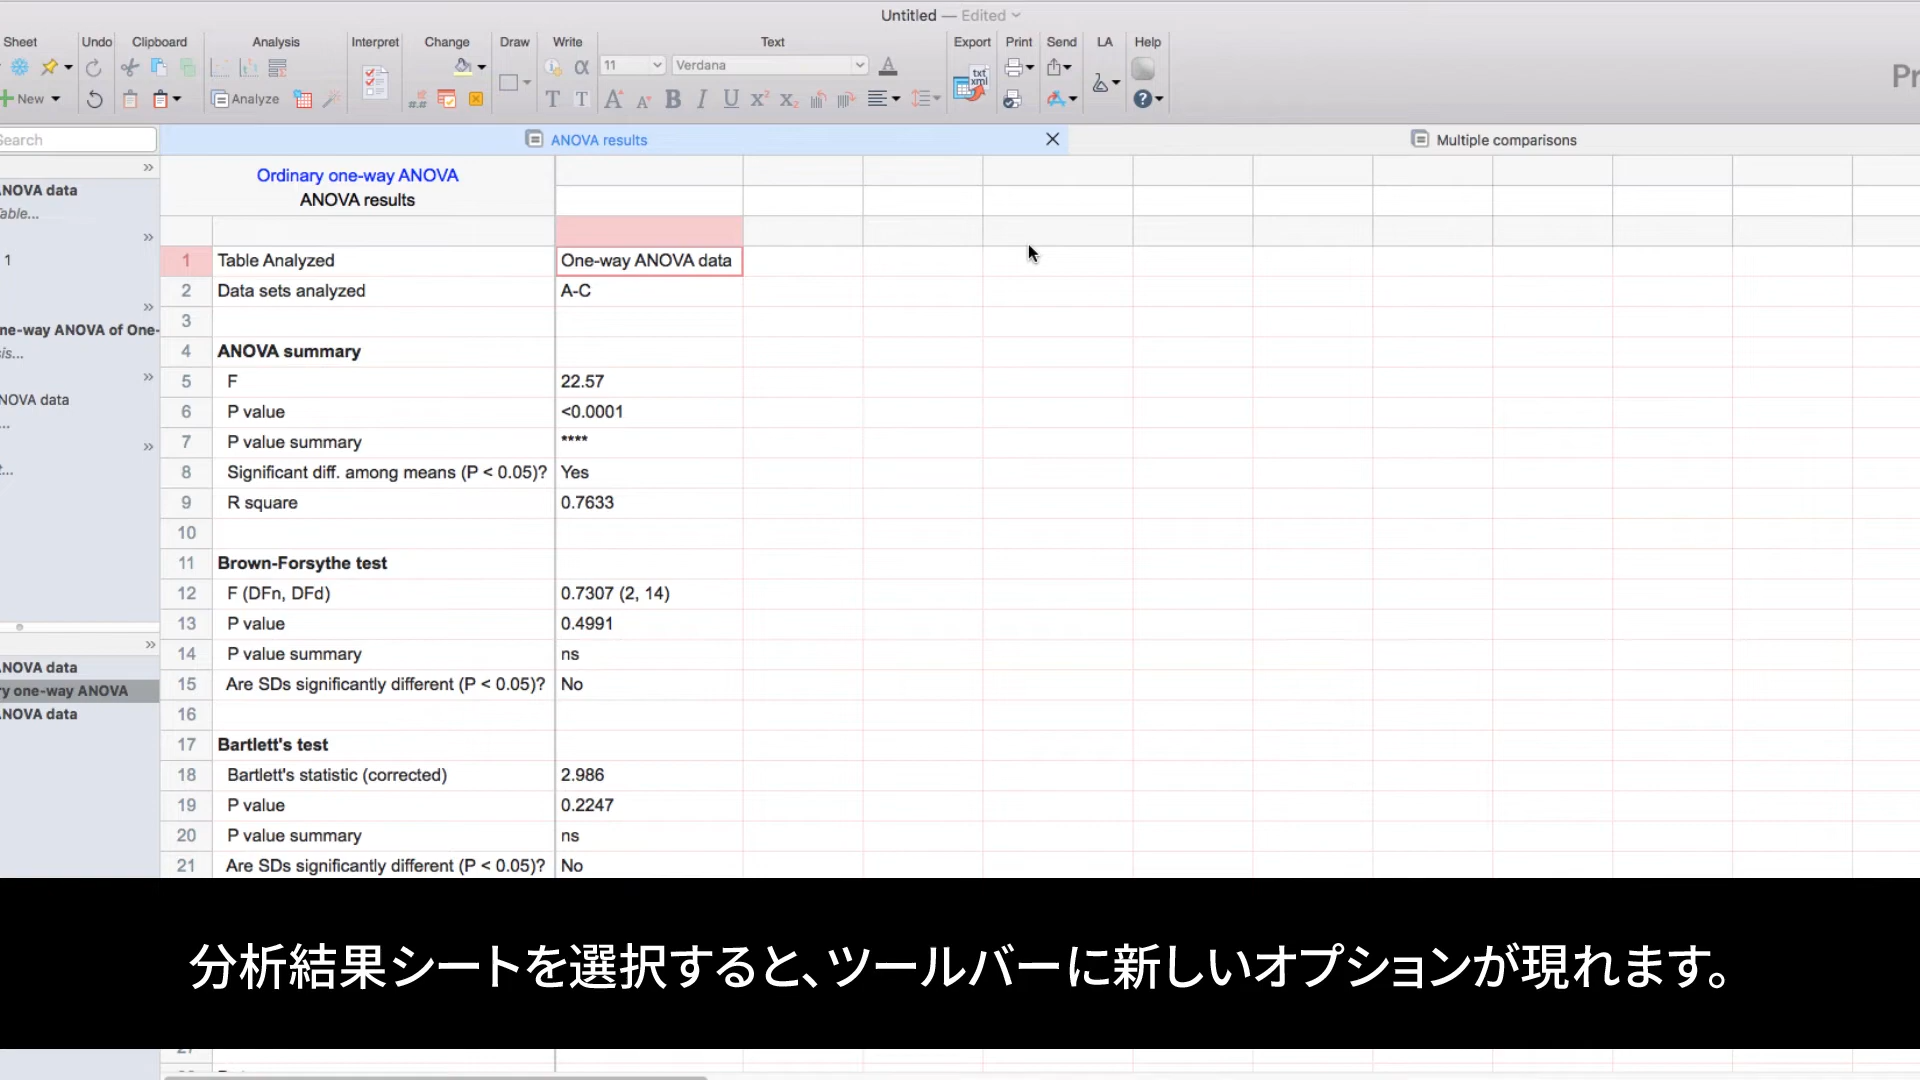 Untitled — Edited
Sheet Undo Clipboard Analysis Interpret Change Draw Write Text Export Print Send LA Help
11 Verdana
New Analyze
Search ANOVA results Multiple comparisons
Ordinary one-way ANOVA
ANOVA results
NOVA data
able...
1
ne-way ANOVA of One-
sis...
NOVA data
...
t...
NOVA data
ry one-way ANOVA
NOVA data
1 Table Analyzed One-way ANOVA data
2 Data sets analyzed A-C
3
4 ANOVA summary
5 F 22.57
6 P value <0.0001
7 P value summary ****
8 Significant diff. among means (P < 0.05)? Yes
9 R square 0.7633
10
11 Brown-Forsythe test
12 F (DFn, DFd) 0.7307 (2, 14)
13 P value 0.4991
14 P value summary ns
15 Are SDs significantly different (P < 0.05)? No
16
17 Bartlett's test
18 Bartlett's statistic (corrected) 2.986
19 P value 0.2247
20 P value summary ns
21 Are SDs significantly different (P < 0.05)? No
分析結果シートを選択すると、ツールバーに新しいオプションが現れます。